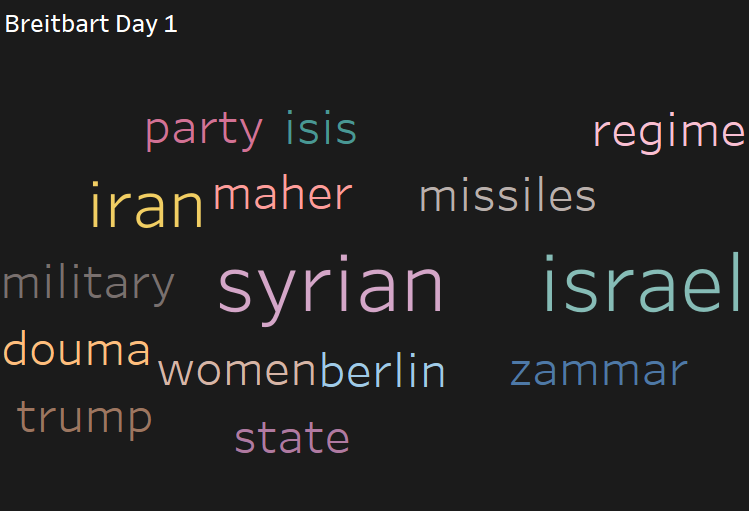 Breitbart Day 1
party isis regime
iran maher missiles
military syrian israel
douma women berlin zammar
trump state